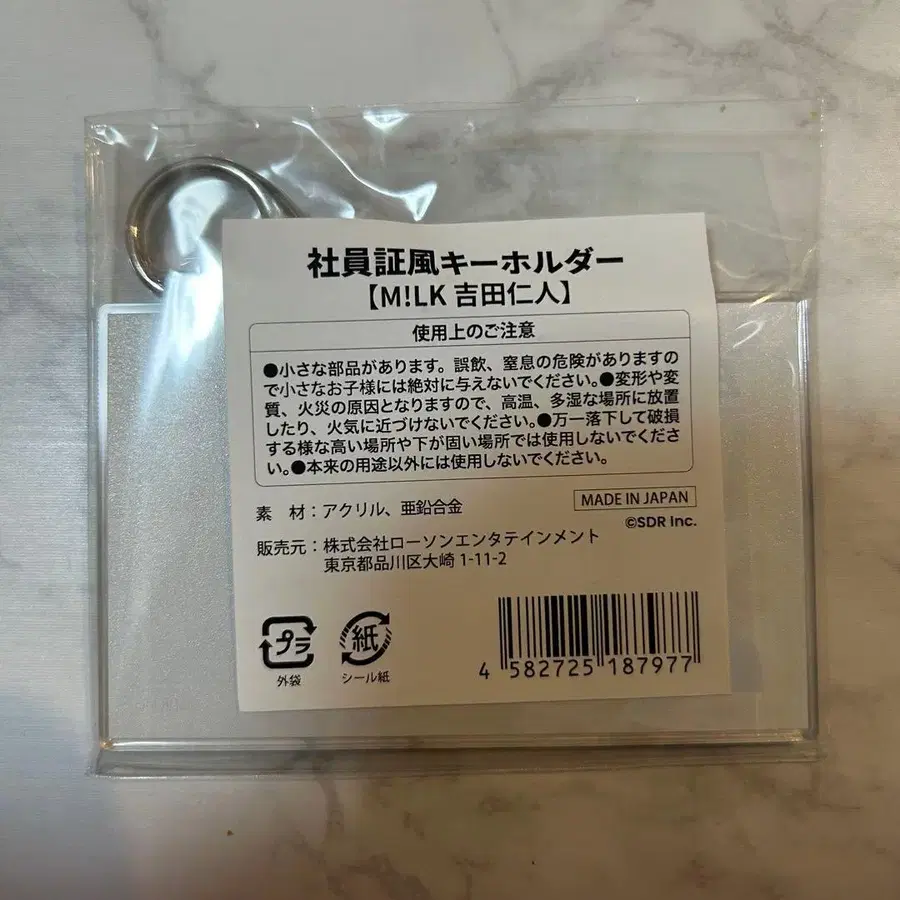 社員証風キーホルダー
【M!LK 吉田仁人】
使用上のご注意
●小さな部品があります。誤飲、窒息の危険がありますの
で小さなお子様には絶対に与えないでください。●変形や変
質、火災の原因となりますので、高温、多湿な場所に放置
したり、火気に近づけないでください。●万一落下して破損
する様な高い場所や下が固い場所では使用しないでくださ
い。●本来の用途以外には使用しないでください。
素 材：アクリル、亜鉛合金
MADE IN JAPAN
©SDR Inc.
販売元：株式会社ローソンエンタテインメント
東京都品川区大崎 1-11-2
プラ
外袋
紙
シール紙
4 582725 187977